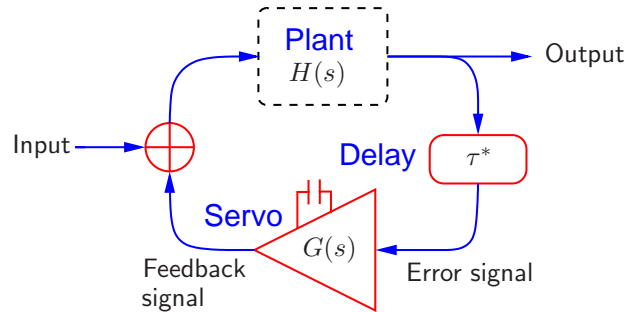 Plant
H(s)
Output
Input
Delay
τ*
Servo
G(s)
Feedback
signal
Error signal